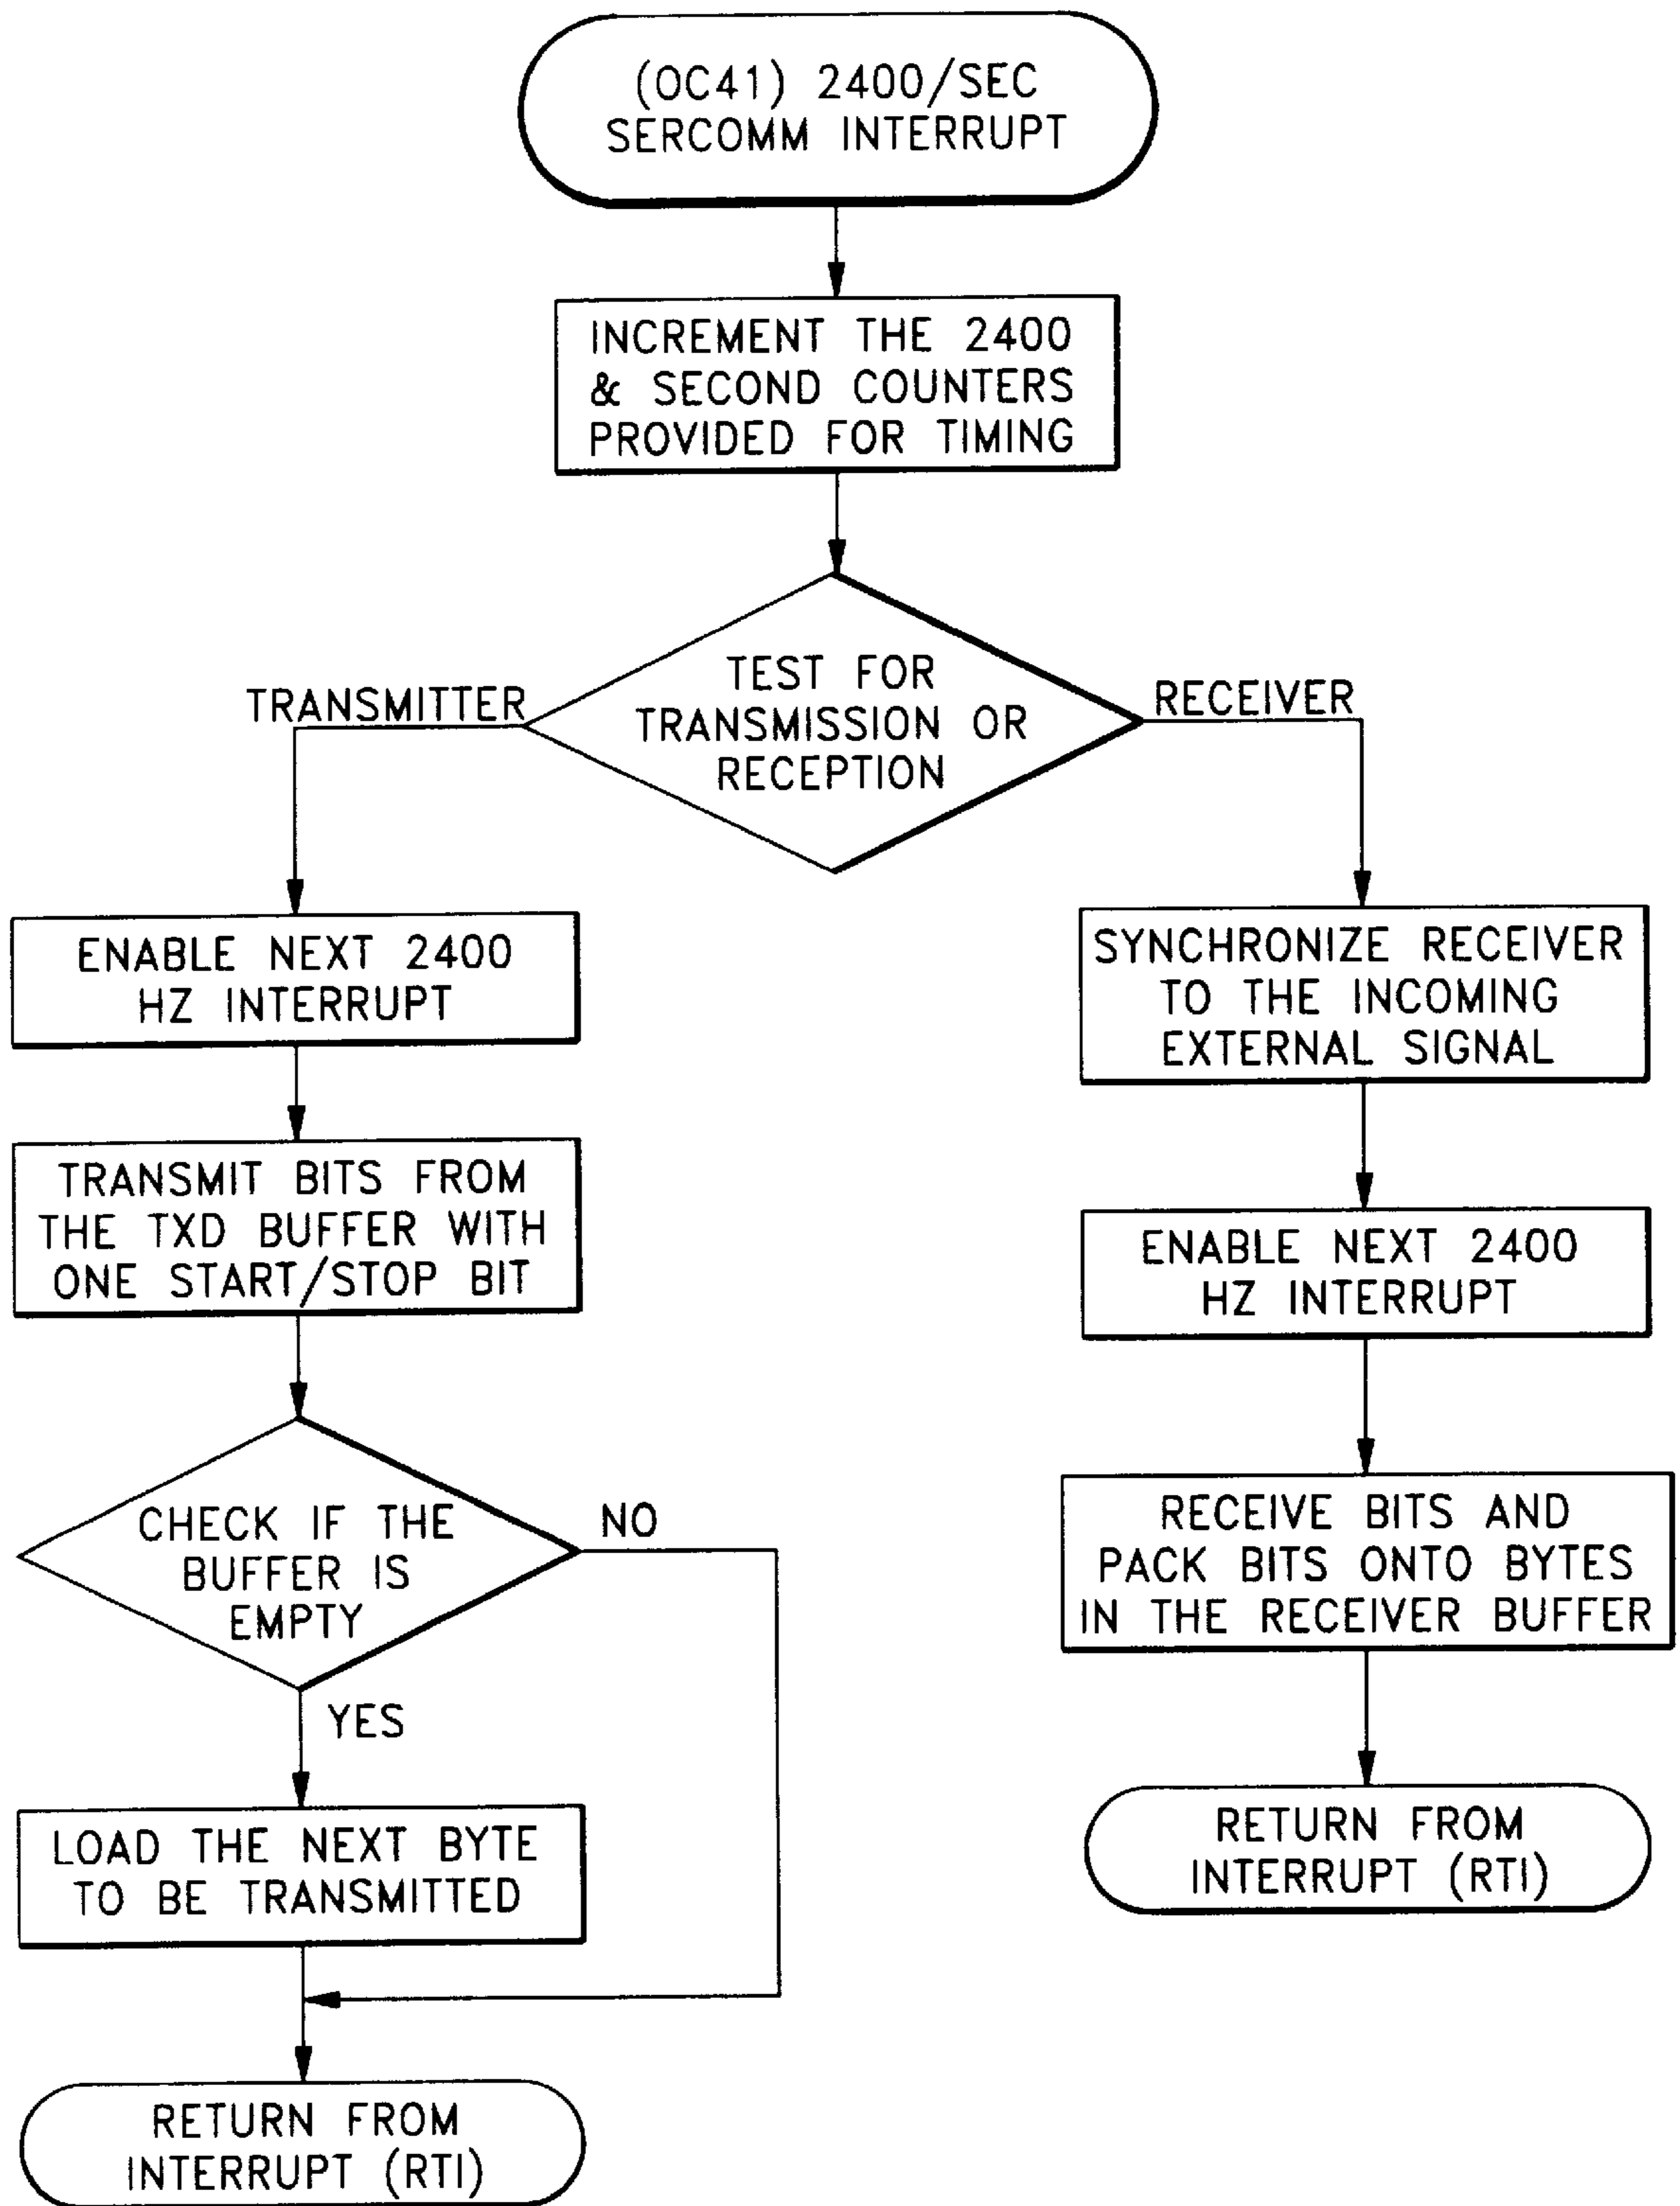 (OC41) 2400/SEC
SERCOMM INTERRUPT
INCREMENT THE 2400
& SECOND COUNTERS
PROVIDED FOR TIMING
TEST FOR
TRANSMISSION OR
RECEPTION
TRANSMITTER
RECEIVER
ENABLE NEXT 2400
HZ INTERRUPT
TRANSMIT BITS FROM
THE TXD BUFFER WITH
ONE START/STOP BIT
CHECK IF THE
BUFFER IS
EMPTY
NO
YES
LOAD THE NEXT BYTE
TO BE TRANSMITTED
RETURN FROM
INTERRUPT (RTI)
SYNCHRONIZE RECEIVER
TO THE INCOMING
EXTERNAL SIGNAL
ENABLE NEXT 2400
HZ INTERRUPT
RECEIVE BITS AND
PACK BITS ONTO BYTES
IN THE RECEIVER BUFFER
RETURN FROM
INTERRUPT (RTI)